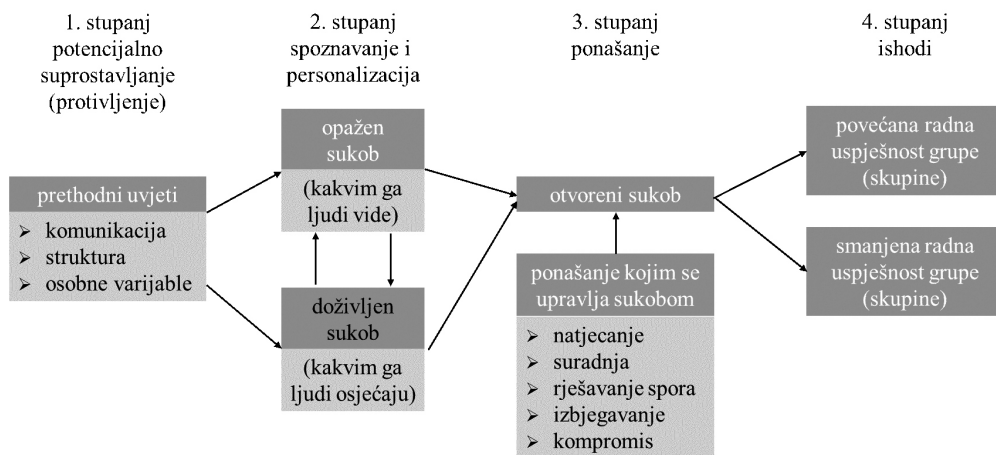 1. stupanj
potencijalno
suprostavljanje
(protivljenje)
2. stupanj
spoznavanje i
personalizacija
3. stupanj
ponašanje
4. stupanj
ishodi
prethodni uvjeti
➢ komunikacija
➢ struktura
➢ osobne varijable
opažen
sukob
(kakvim ga
ljudi vide)
doživljen
sukob
(kakvim ga
ljudi osjećaju)
otvoreni sukob
ponašanje kojim se
upravlja sukobom
➢ natjecanje
➢ suradnja
➢ rješavanje spora
➢ izbjegavanje
➢ kompromis
povećana radna
uspješnost grupe
(skupine)
smanjena radna
uspješnost grupe
(skupine)